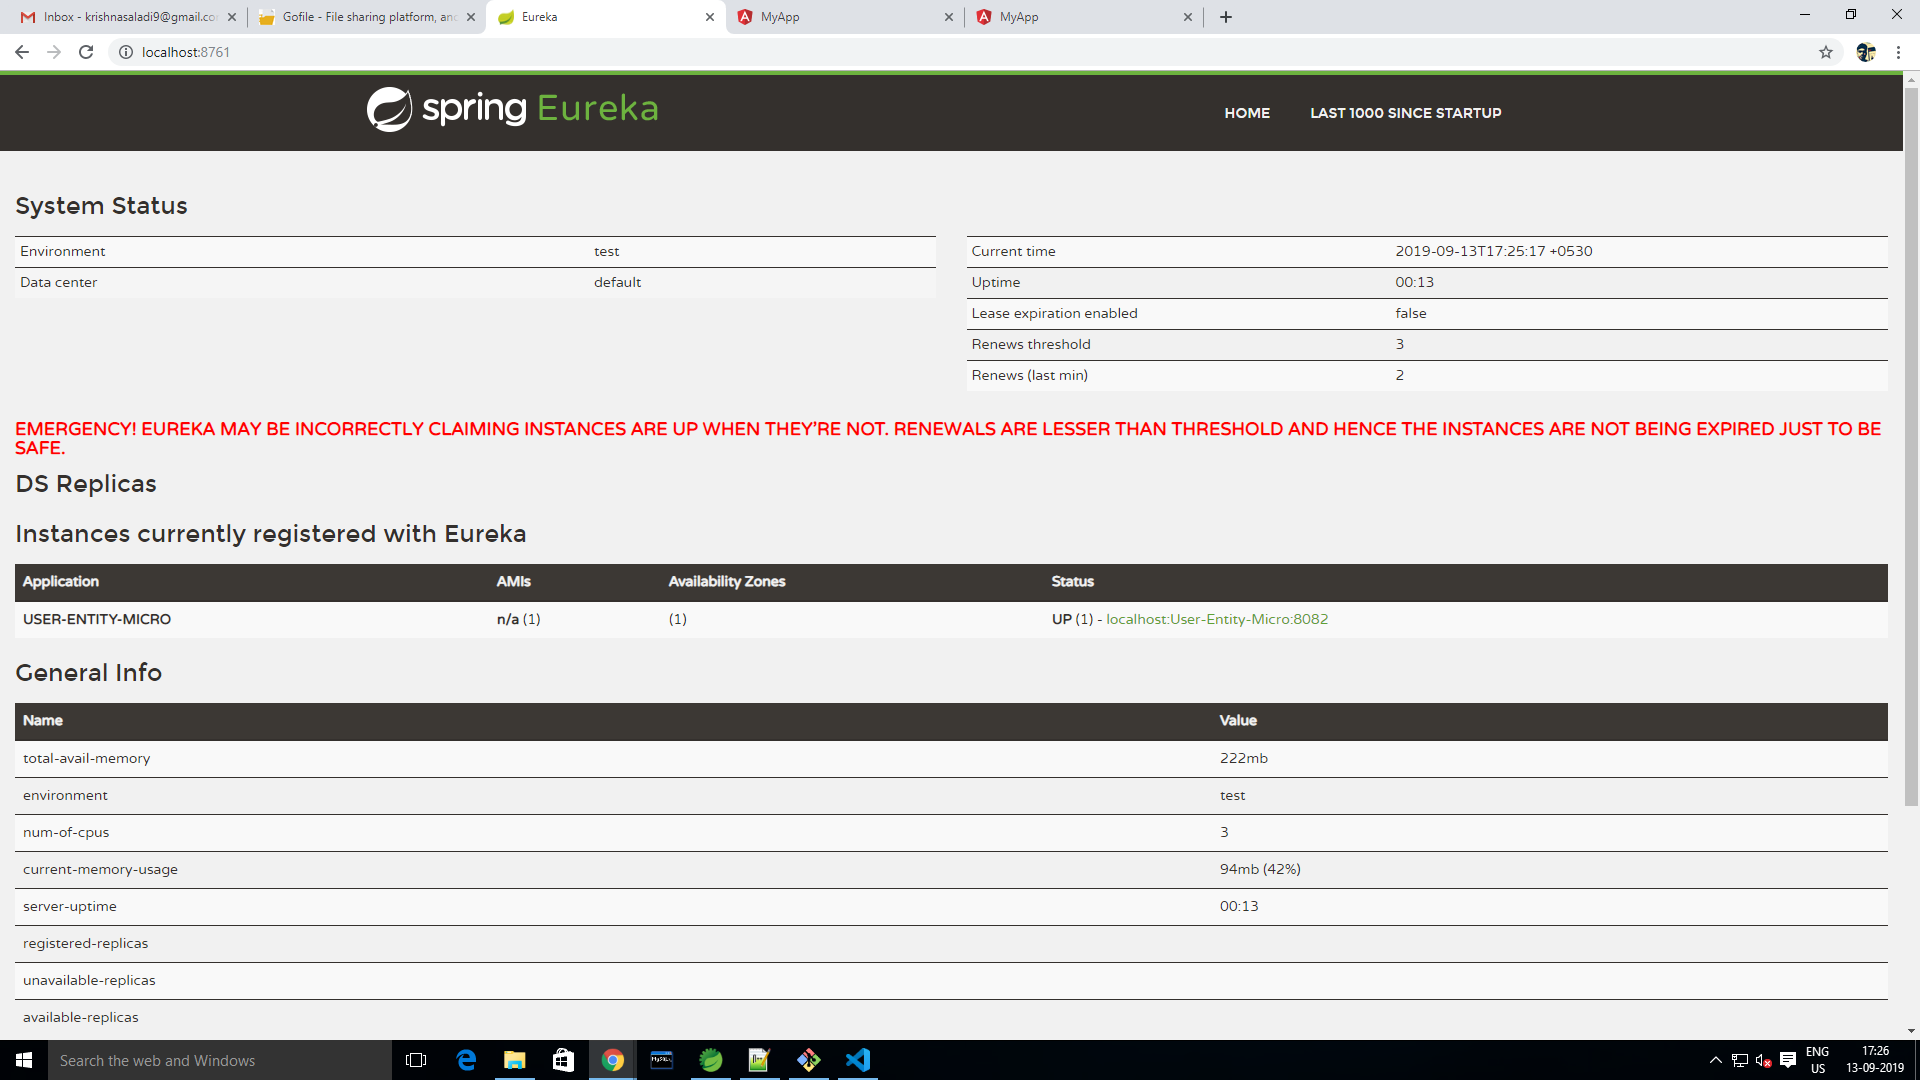 Inbox - krishnasaladi9@gmail.co
Gofile - File sharing platform, an
Eureka
MyApp
MyApp
localhost:8761
spring Eureka
HOME
LAST 1000 SINCE STARTUP
System Status
Environment test
Data center default
Current time 2019-09-13T17:25:17 +0530
Uptime 00:13
Lease expiration enabled false
Renews threshold 3
Renews (last min) 2
EMERGENCY! EUREKA MAY BE INCORRECTLY CLAIMING INSTANCES ARE UP WHEN THEY'RE NOT. RENEWALS ARE LESSER THAN THRESHOLD AND HENCE THE INSTANCES ARE NOT BEING EXPIRED JUST TO BE
SAFE.
DS Replicas
Instances currently registered with Eureka
Application AMIs Availability Zones Status
USER-ENTITY-MICRO n/a (1) (1) UP (1) - localhost:User-Entity-Micro:8082
General Info
Name Value
total-avail-memory 222mb
environment test
num-of-cpus 3
current-memory-usage 94mb (42%)
server-uptime 00:13
registered-replicas
unavailable-replicas
available-replicas
Search the web and Windows
ENG
US
17:26
13-09-2019